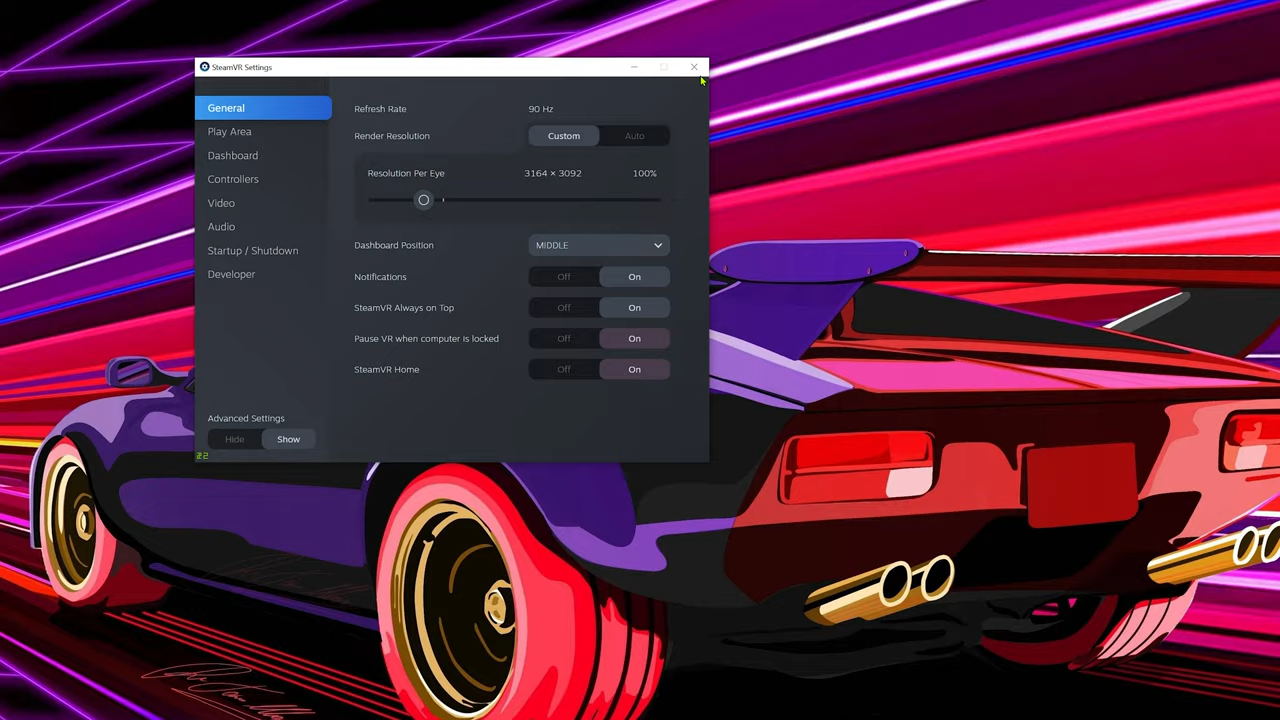 SteamVR Settings
General
Play Area
Dashboard
Controllers
Video
Audio
Startup / Shutdown
Developer
Advanced Settings
Hide Show
22
Refresh Rate 90 Hz
Render Resolution Custom Auto
Resolution Per Eye 3164 × 3092 100%
Dashboard Position MIDDLE
Notifications Off On
SteamVR Always on Top Off On
Pause VR when computer is locked Off On
SteamVR Home Off On